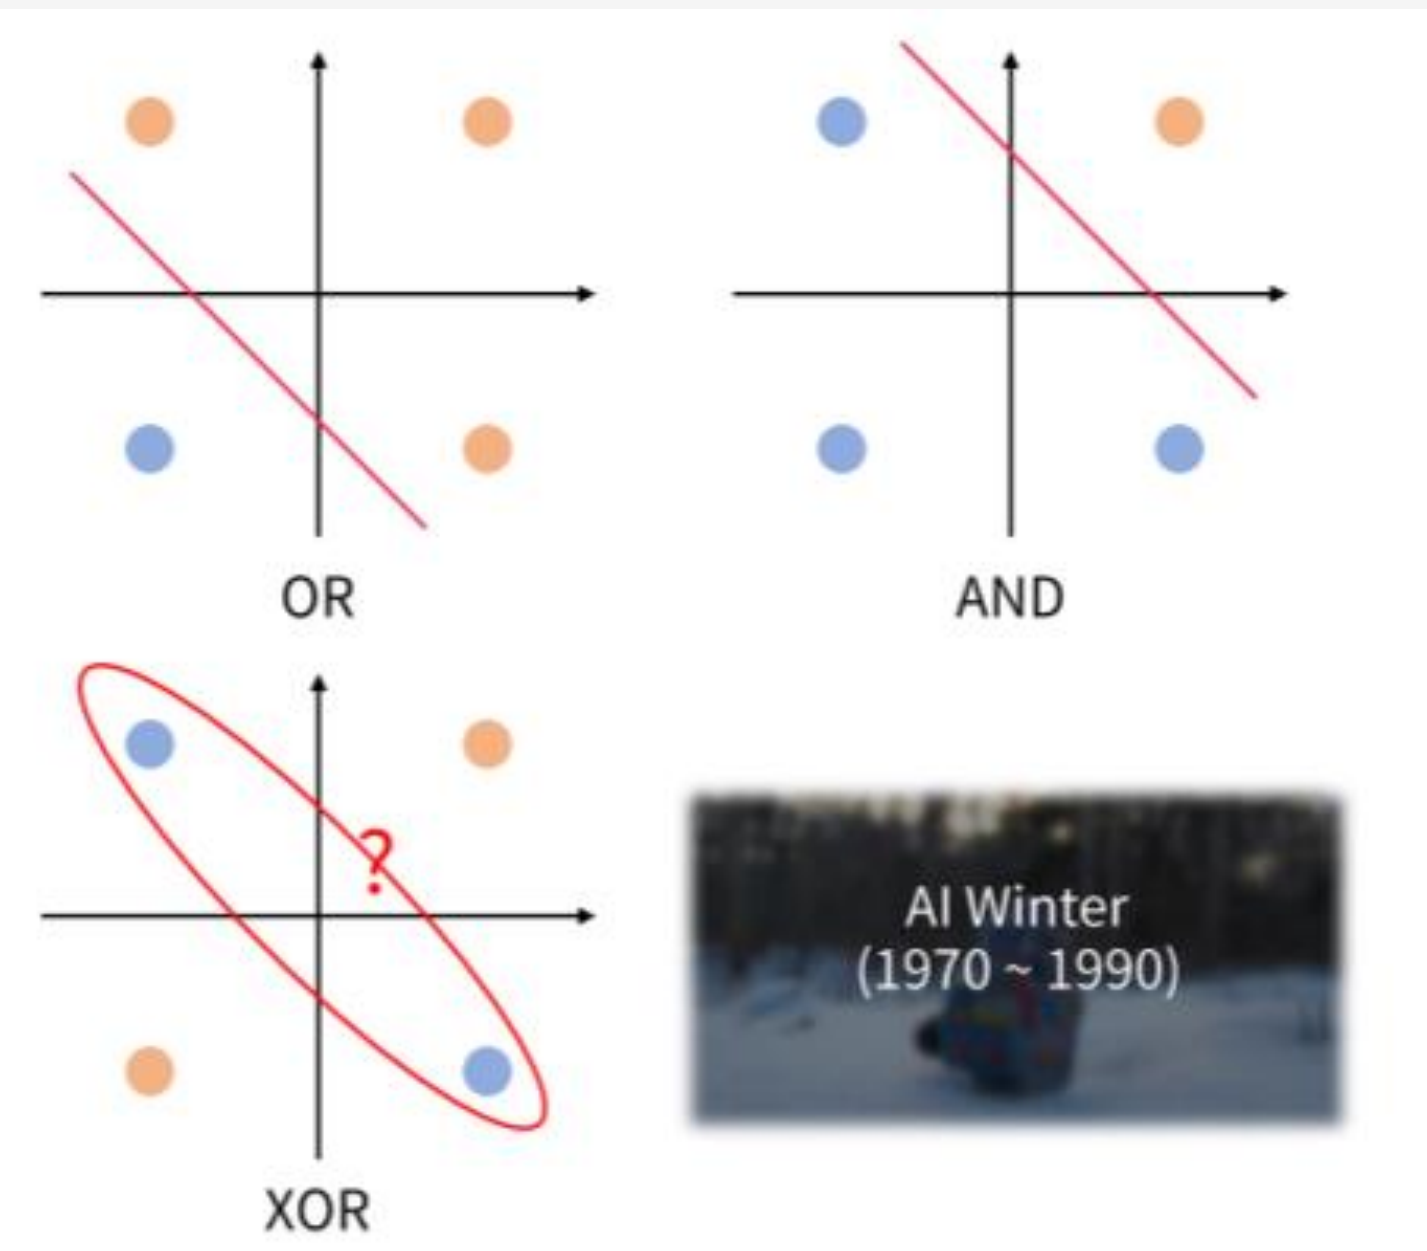 OR
AND
?
XOR
AI Winter
(1970 ~ 1990)